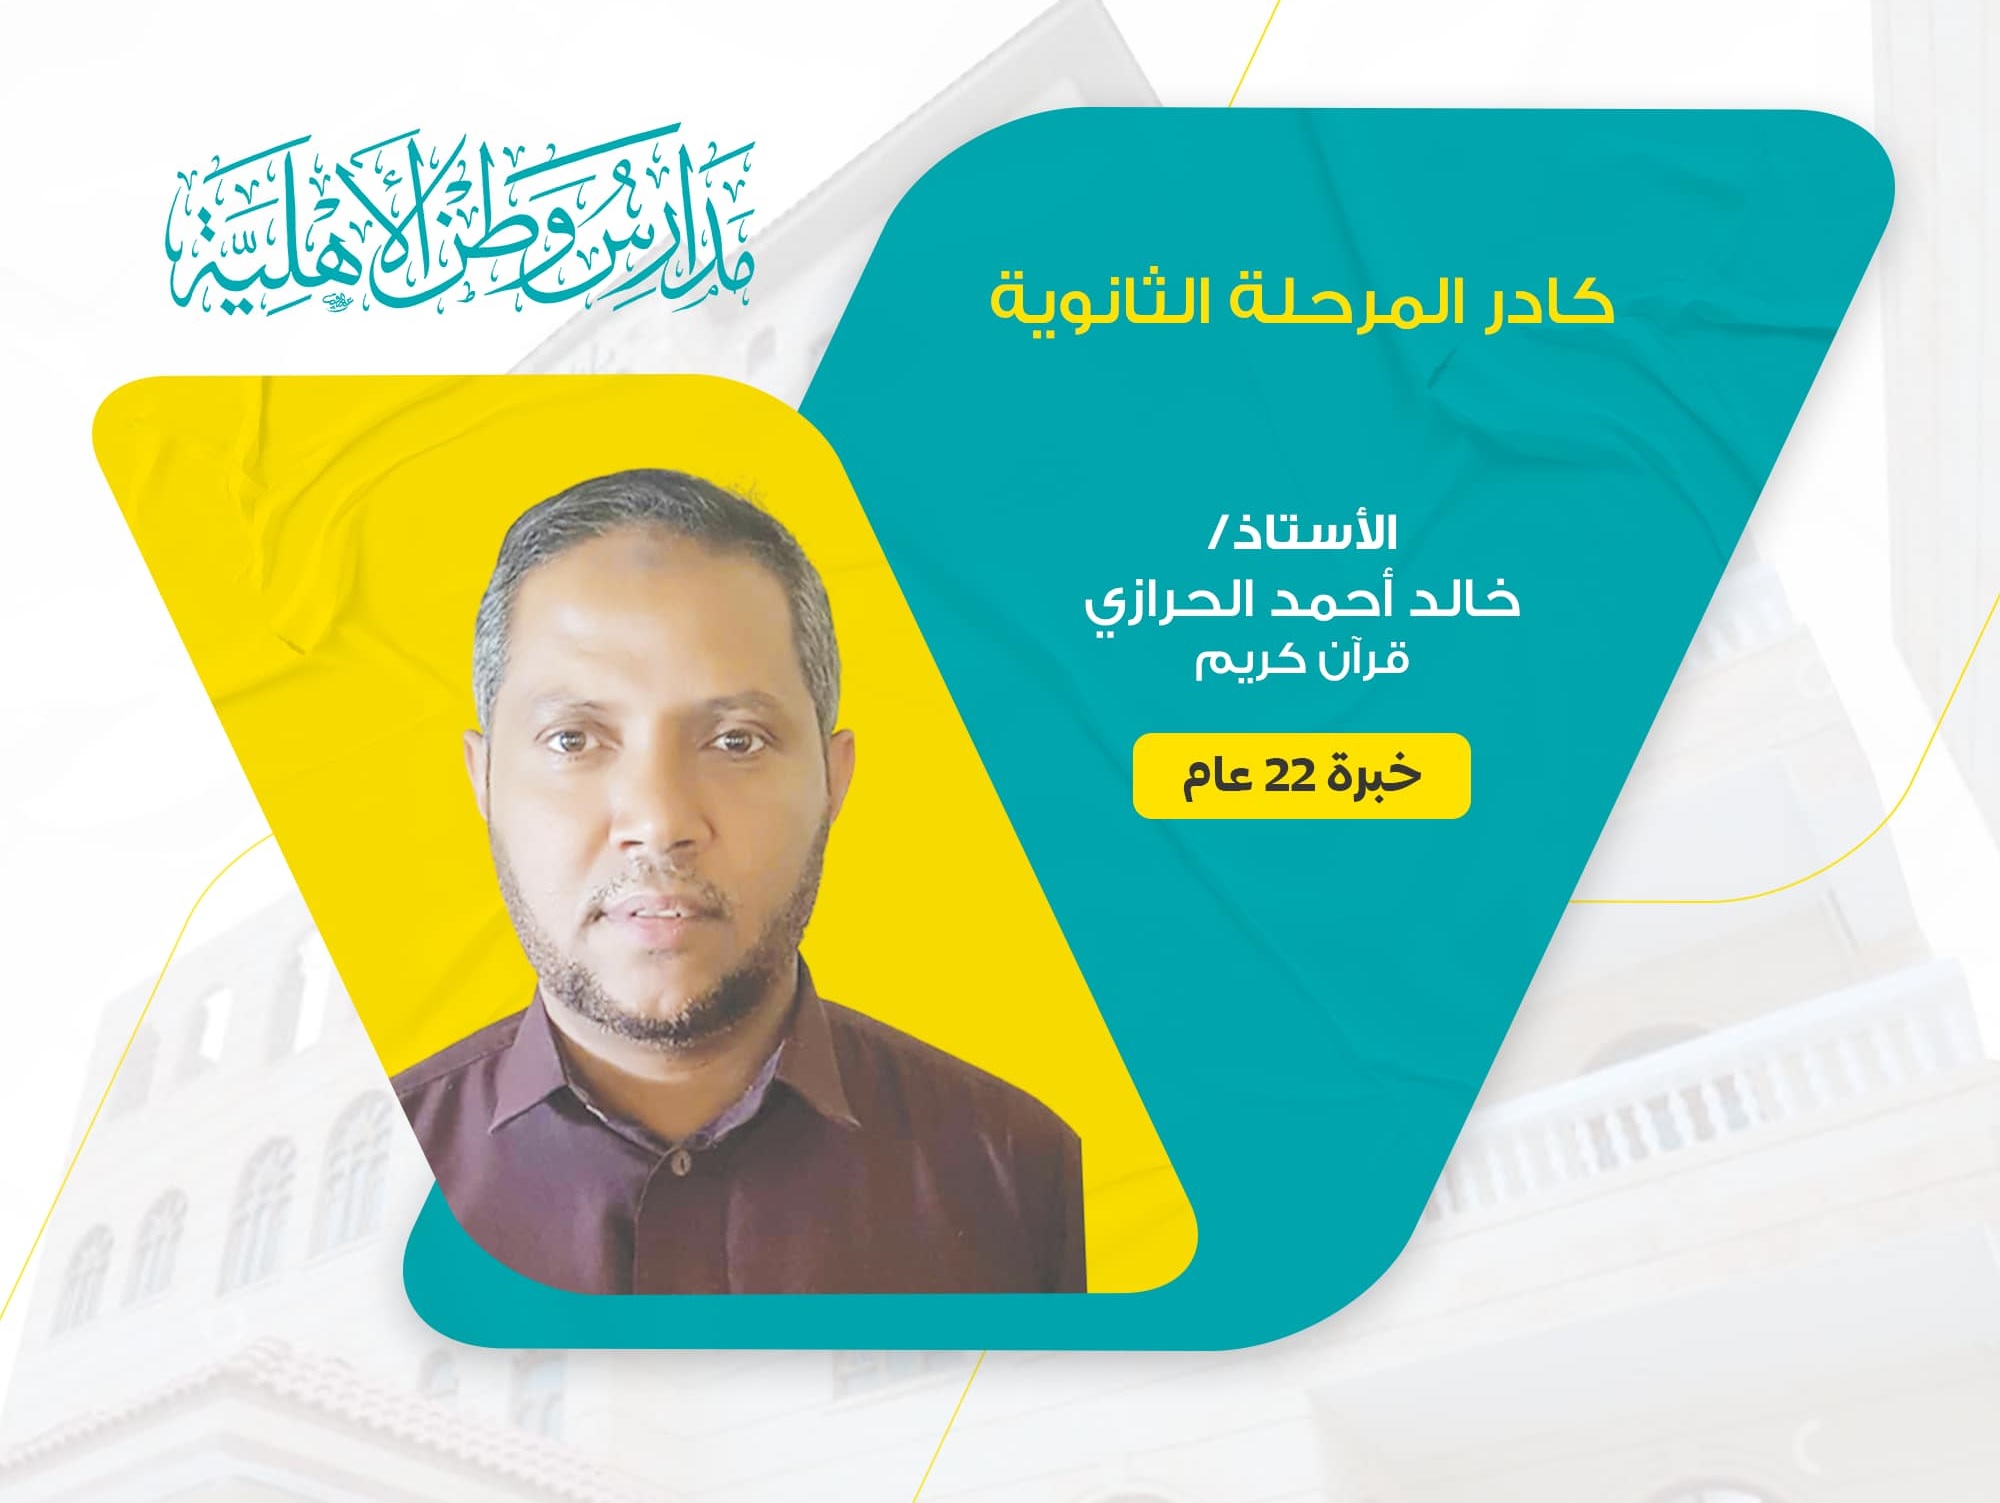 مدارس وطن الأهلية
كادر المرحلة الثانوية
الأستاذ/
خالد أحمد الحرازي
قرآن كريم
خبرة 22 عام